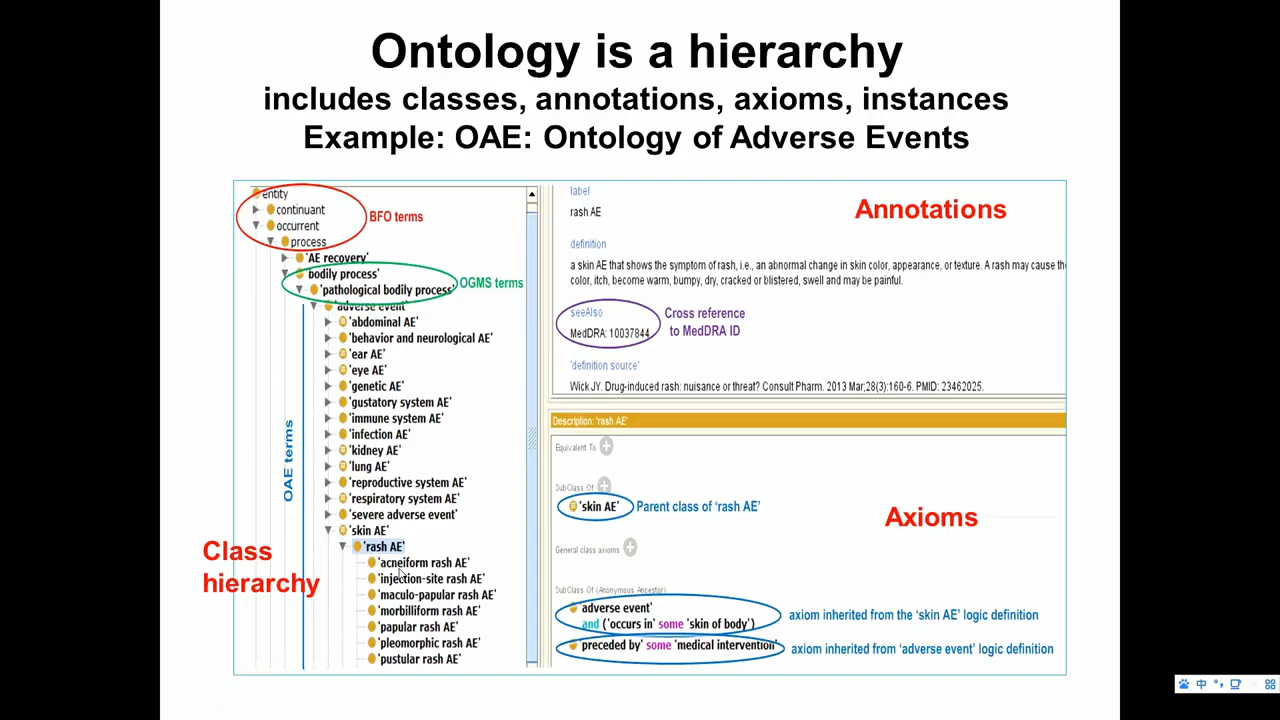 Ontology is a hierarchy
includes classes, annotations, axioms, instances
Example: OAE: Ontology of Adverse Events
entity
continuant
occurrent
process
BFO terms
'AE recovery'
'bodily process'
'pathological bodily process'
OGMS terms
'adverse event'
'abdominal AE'
'behavior and neurological AE'
'ear AE'
'eye AE'
'genetic AE'
'gustatory system AE'
'immune system AE'
'infection AE'
'kidney AE'
'lung AE'
'reproductive system AE'
'respiratory system AE'
'severe adverse event'
'skin AE'
'rash AE'
'acneiform rash AE'
'injection-site rash AE'
'maculo-papular rash AE'
'morbilliform rash AE'
'papular rash AE'
'pleomorphic rash AE'
'pustular rash AE'
OAE terms
Class
hierarchy
label
rash AE
Annotations
definition
a skin AE that shows the symptom of rash, i.e., an abnormal change in skin color, appearance, or texture. A rash may cause the
color, itch, become warm, bumpy, dry, cracked or blistered, swell and may be painful.
seeAlso
MedDRA: 10037844
Cross reference
to MedDRA ID
'definition source'
Wick JY. Drug-induced rash: nuisance or threat? Consult Pharm. 2013 Mar;28(3):160-6. PMID: 23462025.
Description: 'rash AE'
Equivalent To
SubClass Of
'skin AE'
Parent class of 'rash AE'
Axioms
General class axioms
SubClass Of (Anonymous Ancestor)
'adverse event'
and ('occurs in' some 'skin of body')
axiom inherited from the 'skin AE' logic definition
'preceded by' some 'medical intervention'
axiom inherited from 'adverse event' logic definition
中